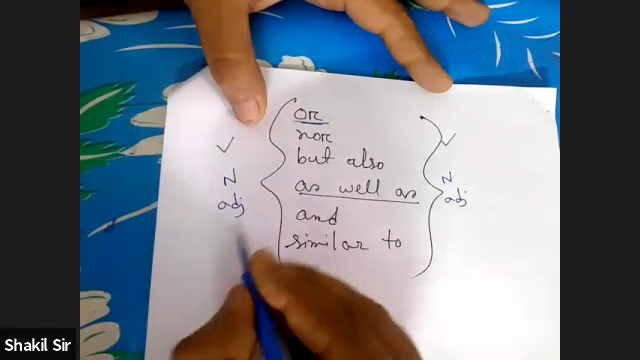 or
nor
✓ but also ✓
N as well as N
adj and adj
similar to
Shakil Sir